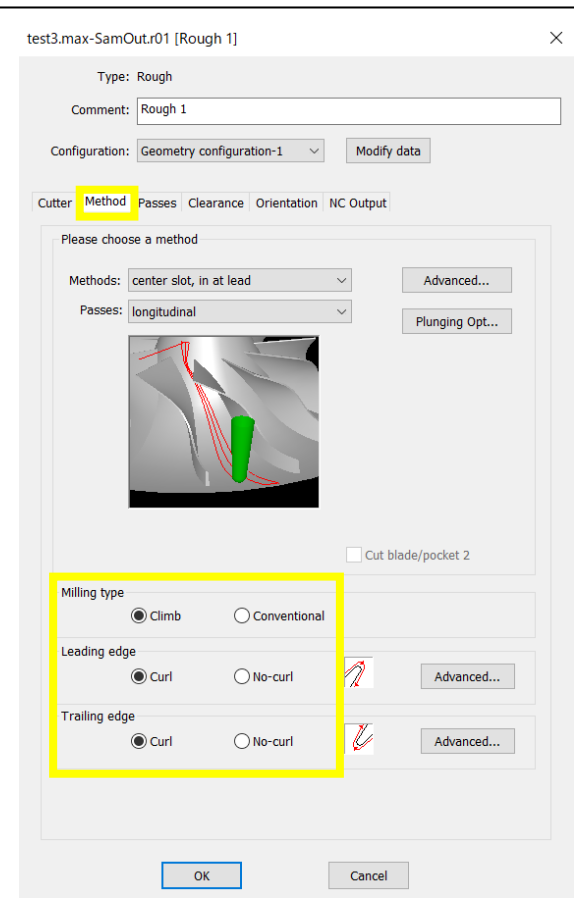 test3.max-SamOut.r01 [Rough 1]
Type: Rough
Comment: Rough 1
Configuration: Geometry configuration-1 Modify data
Cutter Method Passes Clearance Orientation NC Output
Please choose a method
Methods: center slot, in at lead Advanced...
Passes: longitudinal
Plunging Opt...
Cut blade/pocket 2
Milling type
Climb Conventional
Leading edge
Curl No-curl Advanced...
Trailing edge
Curl No-curl Advanced...
OK Cancel